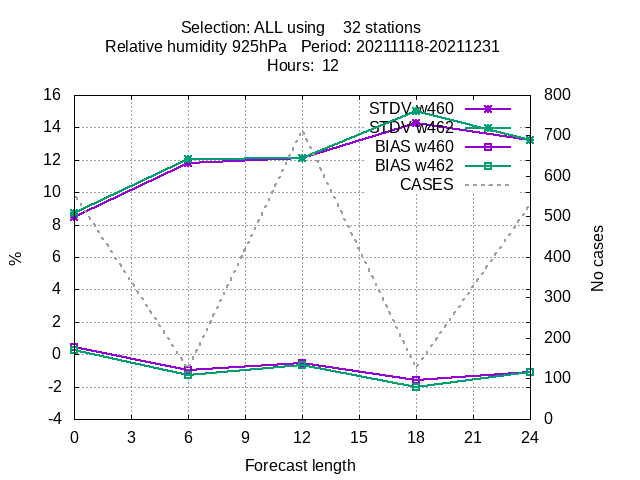 Selection: ALL using    32 stations
Relative humidity 925hPa   Period: 20211118-20211231
Hours:  12
STDV w460
STDV w462
BIAS w460
BIAS w462
CASES
16
14
12
10
8
6
4
2
0
-2
-4
%
800
700
600
500
400
300
200
100
0
No cases
0 3 6 9 12 15 18 21 24
Forecast length